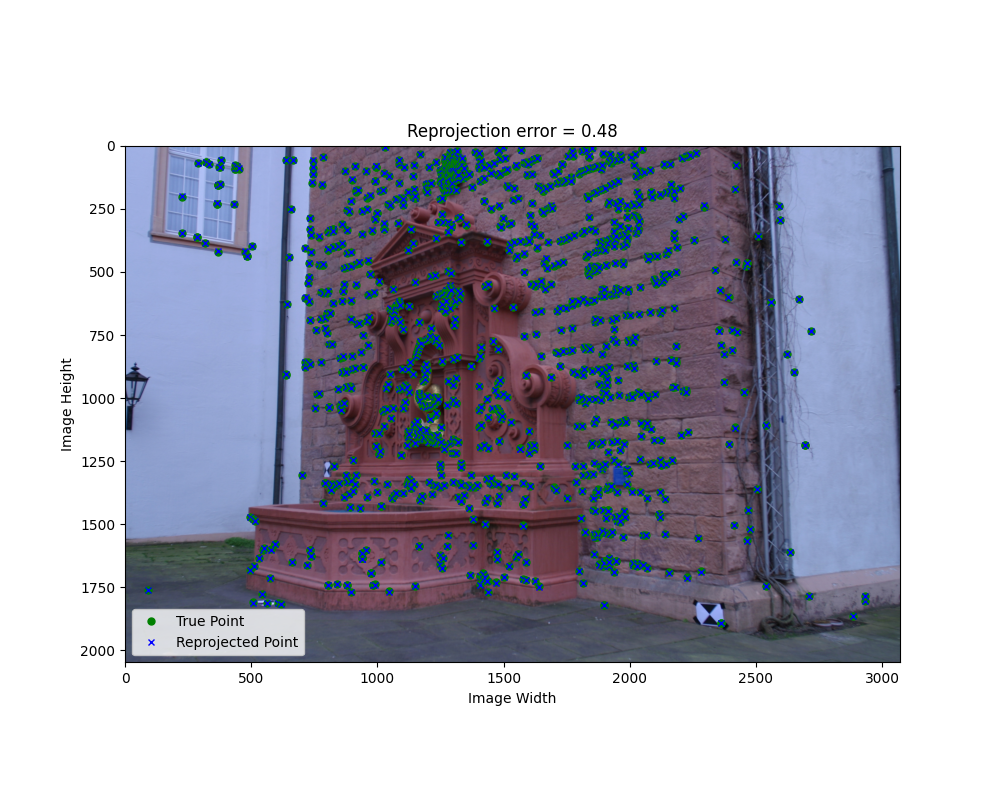 Reprojection error = 0.48
0
250
500
750
1000
1250
1500
1750
2000
Image Height
True Point
Reprojected Point
0 500 1000 1500 2000 2500 3000
Image Width